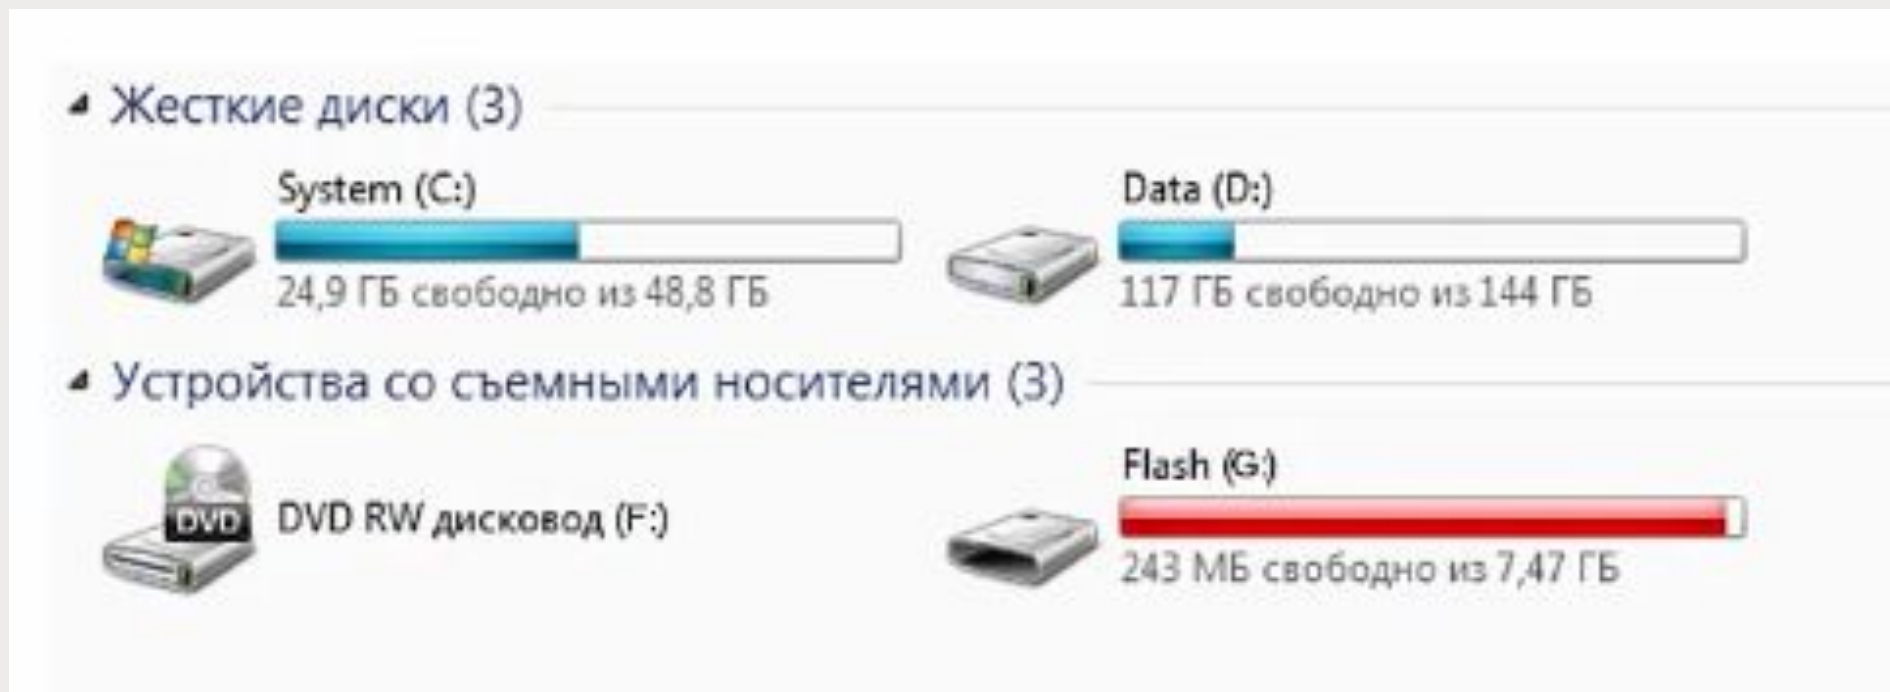 Жесткие диски (3)
System (C:)
24,9 ГБ свободно из 48,8 ГБ
Data (D:)
117 ГБ свободно из 144 ГБ
Устройства со съемными носителями (3)
DVD
DVD RW дисковод (F:)
Flash (G:)
243 МБ свободно из 7,47 ГБ